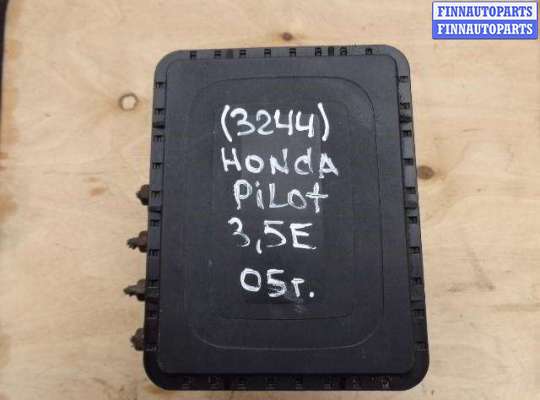 FINNAUTOPARTS
FINNAUTOPARTS
(3244)
HONdA
PiLot
3,5E
05г.